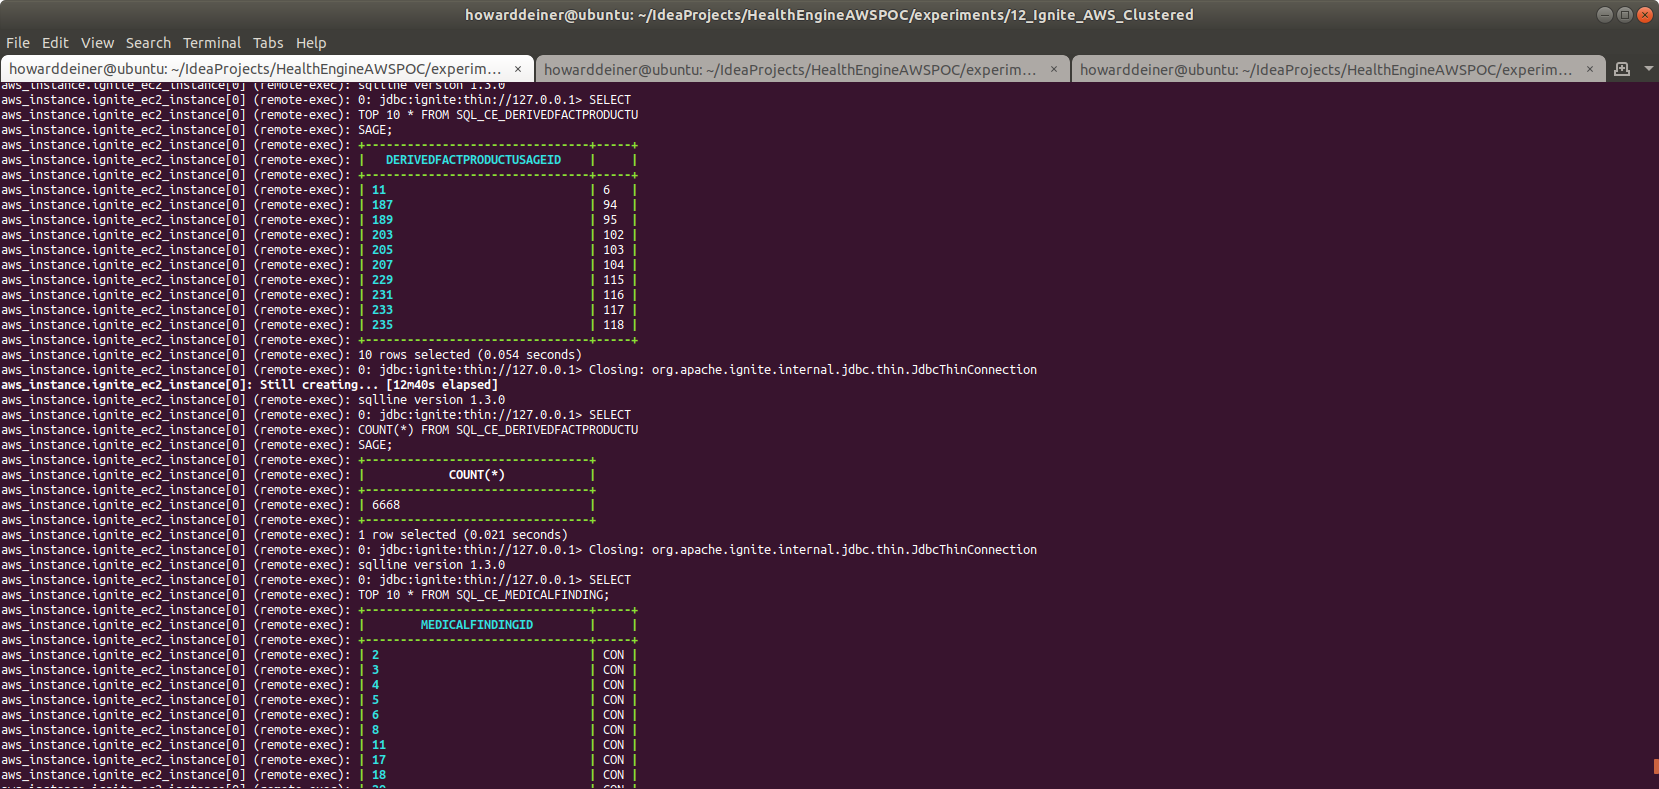 howarddeiner@ubuntu: ~/IdeaProjects/HealthEngineAWSPOC/experiments/12_Ignite_AWS_Clustered
File Edit View Search Terminal Tabs Help
howarddeiner@ubuntu: ~/IdeaProjects/HealthEngineAWSPOC/experim... × howarddeiner@ubuntu: ~/IdeaProjects/HealthEngineAWSPOC/experim... × howarddeiner@ubuntu: ~/IdeaProjects/HealthEngineAWSPOC/experim... ×
aws_instance.ignite_ec2_instance[0] (remote-exec): sqlline version 1.3.0
aws_instance.ignite_ec2_instance[0] (remote-exec): 0: jdbc:ignite:thin://127.0.0.1> SELECT
aws_instance.ignite_ec2_instance[0] (remote-exec): TOP 10 * FROM SQL_CE_DERIVEDFACTPRODUCTU
aws_instance.ignite_ec2_instance[0] (remote-exec): SAGE;
aws_instance.ignite_ec2_instance[0] (remote-exec): +--------------------------------+-----+
aws_instance.ignite_ec2_instance[0] (remote-exec): |   DERIVEDFACTPRODUCTUSAGEID    |     |
aws_instance.ignite_ec2_instance[0] (remote-exec): +--------------------------------+-----+
aws_instance.ignite_ec2_instance[0] (remote-exec): | 11                             | 6   |
aws_instance.ignite_ec2_instance[0] (remote-exec): | 187                            | 94  |
aws_instance.ignite_ec2_instance[0] (remote-exec): | 189                            | 95  |
aws_instance.ignite_ec2_instance[0] (remote-exec): | 203                            | 102 |
aws_instance.ignite_ec2_instance[0] (remote-exec): | 205                            | 103 |
aws_instance.ignite_ec2_instance[0] (remote-exec): | 207                            | 104 |
aws_instance.ignite_ec2_instance[0] (remote-exec): | 229                            | 115 |
aws_instance.ignite_ec2_instance[0] (remote-exec): | 231                            | 116 |
aws_instance.ignite_ec2_instance[0] (remote-exec): | 233                            | 117 |
aws_instance.ignite_ec2_instance[0] (remote-exec): | 235                            | 118 |
aws_instance.ignite_ec2_instance[0] (remote-exec): +--------------------------------+-----+
aws_instance.ignite_ec2_instance[0] (remote-exec): 10 rows selected (0.054 seconds)
aws_instance.ignite_ec2_instance[0] (remote-exec): 0: jdbc:ignite:thin://127.0.0.1> Closing: org.apache.ignite.internal.jdbc.thin.JdbcThinConnection
aws_instance.ignite_ec2_instance[0]: Still creating... [12m40s elapsed]
aws_instance.ignite_ec2_instance[0] (remote-exec): sqlline version 1.3.0
aws_instance.ignite_ec2_instance[0] (remote-exec): 0: jdbc:ignite:thin://127.0.0.1> SELECT
aws_instance.ignite_ec2_instance[0] (remote-exec): COUNT(*) FROM SQL_CE_DERIVEDFACTPRODUCTU
aws_instance.ignite_ec2_instance[0] (remote-exec): SAGE;
aws_instance.ignite_ec2_instance[0] (remote-exec): +--------------------------------+
aws_instance.ignite_ec2_instance[0] (remote-exec): |            COUNT(*)            |
aws_instance.ignite_ec2_instance[0] (remote-exec): +--------------------------------+
aws_instance.ignite_ec2_instance[0] (remote-exec): | 6668                           |
aws_instance.ignite_ec2_instance[0] (remote-exec): +--------------------------------+
aws_instance.ignite_ec2_instance[0] (remote-exec): 1 row selected (0.021 seconds)
aws_instance.ignite_ec2_instance[0] (remote-exec): 0: jdbc:ignite:thin://127.0.0.1> Closing: org.apache.ignite.internal.jdbc.thin.JdbcThinConnection
aws_instance.ignite_ec2_instance[0] (remote-exec): sqlline version 1.3.0
aws_instance.ignite_ec2_instance[0] (remote-exec): 0: jdbc:ignite:thin://127.0.0.1> SELECT
aws_instance.ignite_ec2_instance[0] (remote-exec): TOP 10 * FROM SQL_CE_MEDICALFINDING;
aws_instance.ignite_ec2_instance[0] (remote-exec): +--------------------------------+-----+
aws_instance.ignite_ec2_instance[0] (remote-exec): |        MEDICALFINDINGID        |     |
aws_instance.ignite_ec2_instance[0] (remote-exec): +--------------------------------+-----+
aws_instance.ignite_ec2_instance[0] (remote-exec): | 2                              | CON |
aws_instance.ignite_ec2_instance[0] (remote-exec): | 3                              | CON |
aws_instance.ignite_ec2_instance[0] (remote-exec): | 4                              | CON |
aws_instance.ignite_ec2_instance[0] (remote-exec): | 5                              | CON |
aws_instance.ignite_ec2_instance[0] (remote-exec): | 6                              | CON |
aws_instance.ignite_ec2_instance[0] (remote-exec): | 8                              | CON |
aws_instance.ignite_ec2_instance[0] (remote-exec): | 11                             | CON |
aws_instance.ignite_ec2_instance[0] (remote-exec): | 17                             | CON |
aws_instance.ignite_ec2_instance[0] (remote-exec): | 18                             | CON |